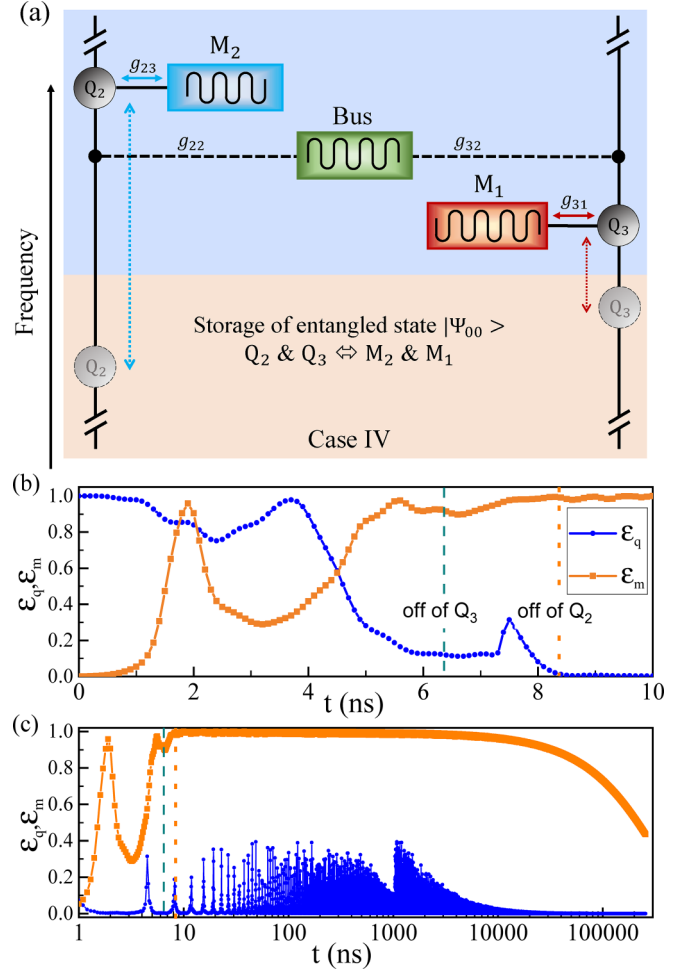 (a)
M₂
Q₂
g₂₃
Bus
g₂₂
g₃₂
M₁
g₃₁
Q₃
Frequency
Q₃
Storage of entangled state |Ψ₀₀ >
Q₂ & Q₃ ⇔ M₂ & M₁
Q₂
Case IV
(b)
1.0
0.8
0.6
0.4
0.2
0.0
εq,εm
εq
εm
off of Q₃
off of Q₂
0 2 4 6 8 10
t (ns)
(c)
1.0
0.8
0.6
0.4
0.2
0.0
εq,εm
1 10 100 1000 10000 100000
t (ns)